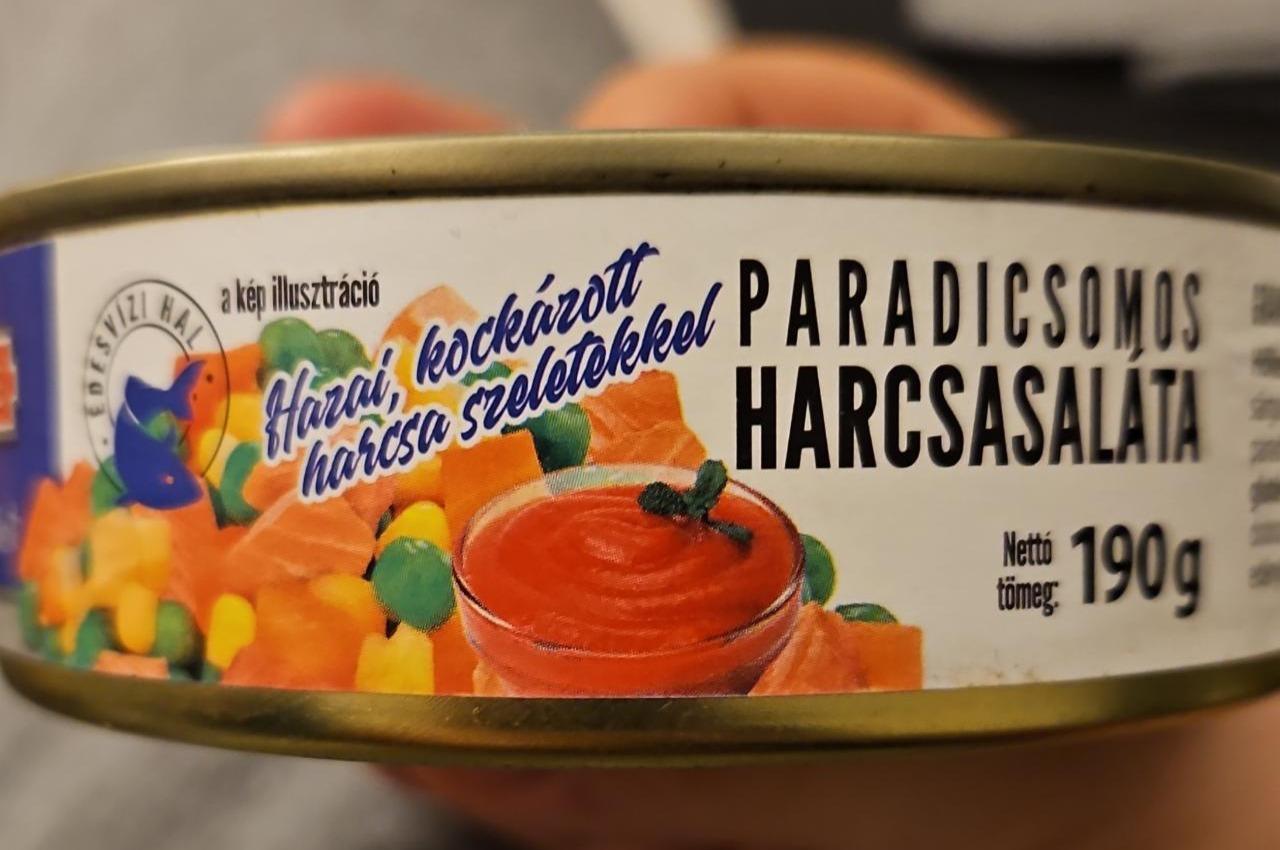 ÉDESVÍZI HAL
a kép illusztráció
Hazai, kockázott
harcsa szeletekkel
PARADICSOMOS
HARCSASALÁTA
Nettó
tömeg:
190g